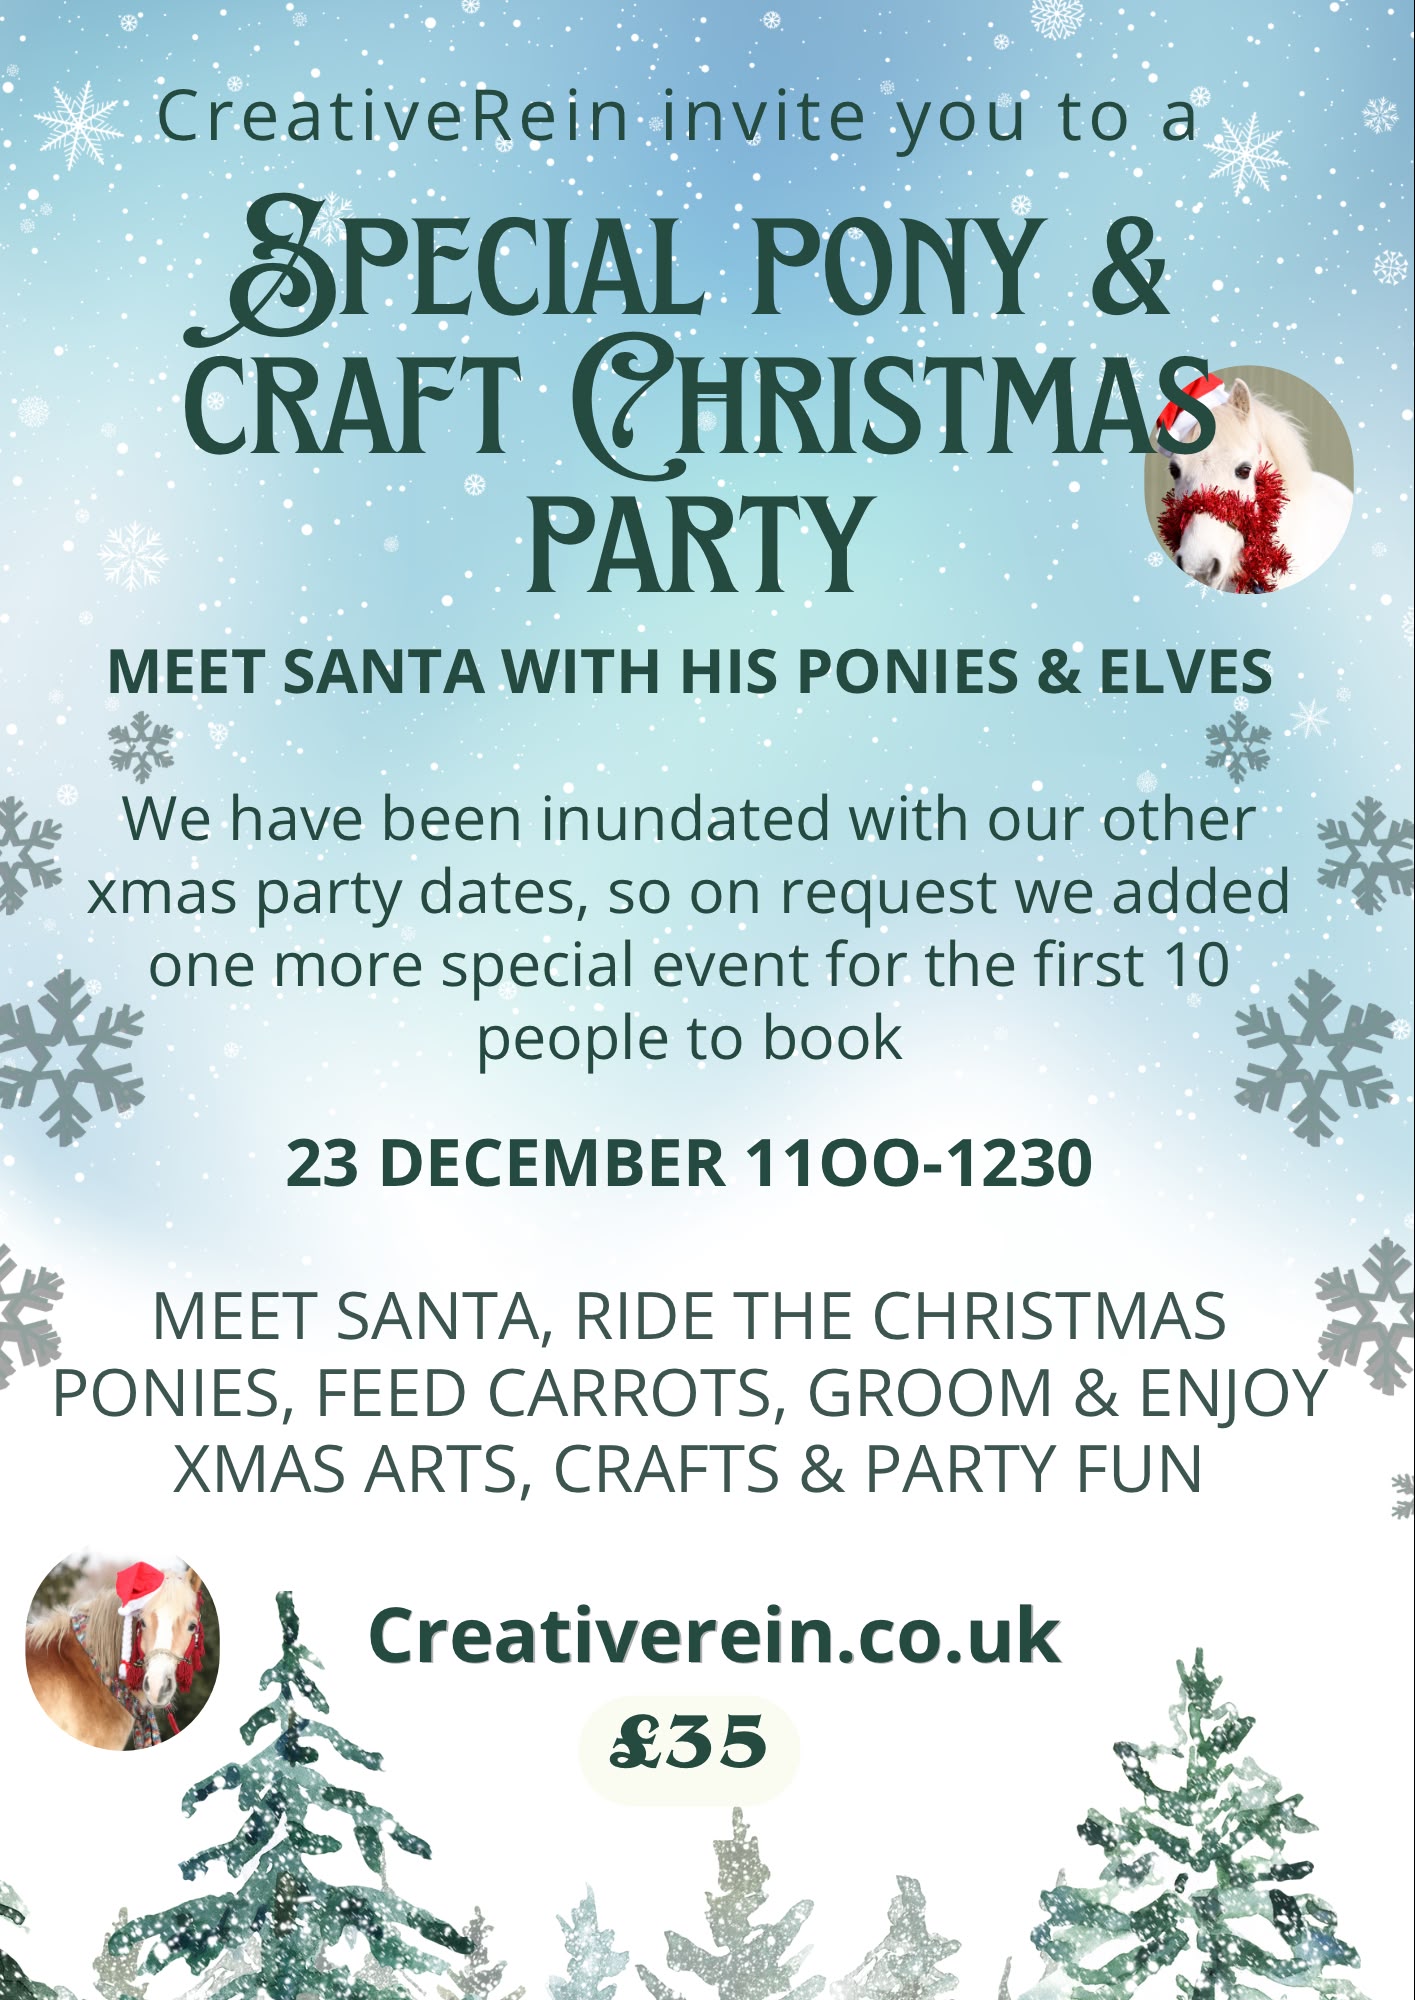 CreativeRein invite you to a
Special pony &
craft Christmas
party
MEET SANTA WITH HIS PONIES & ELVES
We have been inundated with our other
xmas party dates, so on request we added
one more special event for the first 10
people to book
23 DECEMBER 11OO-1230
MEET SANTA, RIDE THE CHRISTMAS
PONIES, FEED CARROTS, GROOM & ENJOY
XMAS ARTS, CRAFTS & PARTY FUN
Creativerein.co.uk
£35